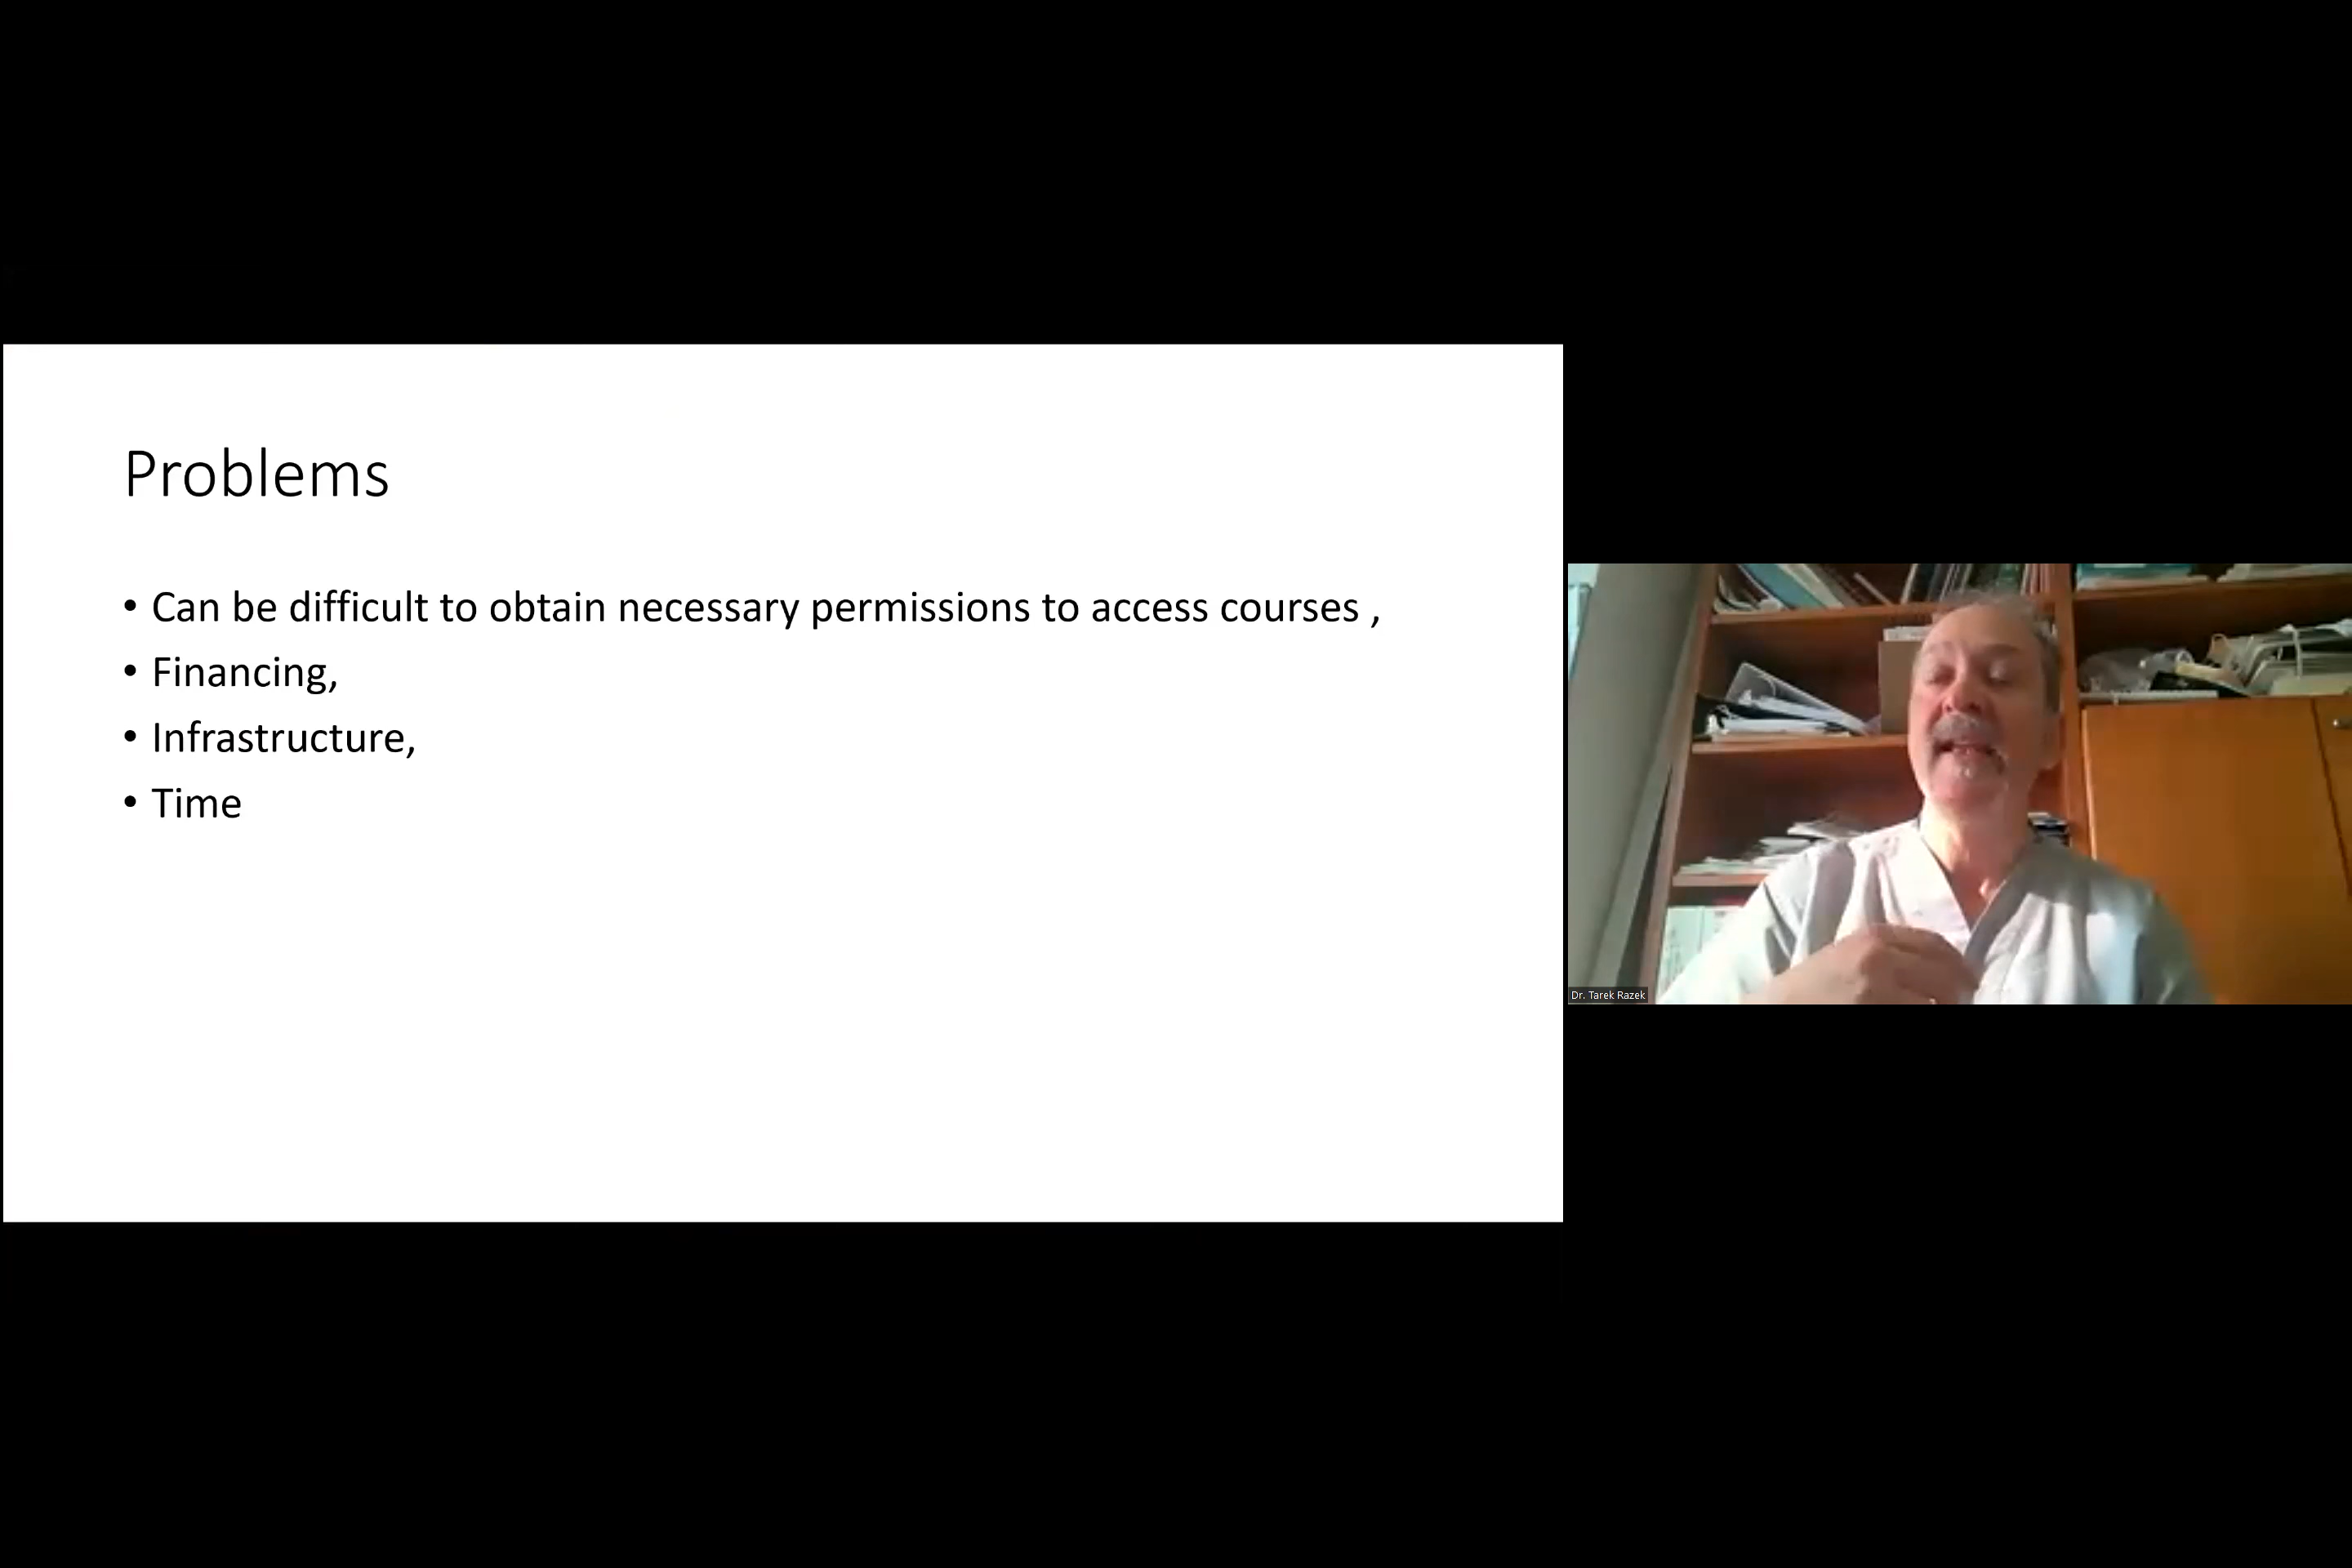 Problems
• Can be difficult to obtain necessary permissions to access courses ,
• Financing,
• Infrastructure,
• Time
Dr. Tarek Razek